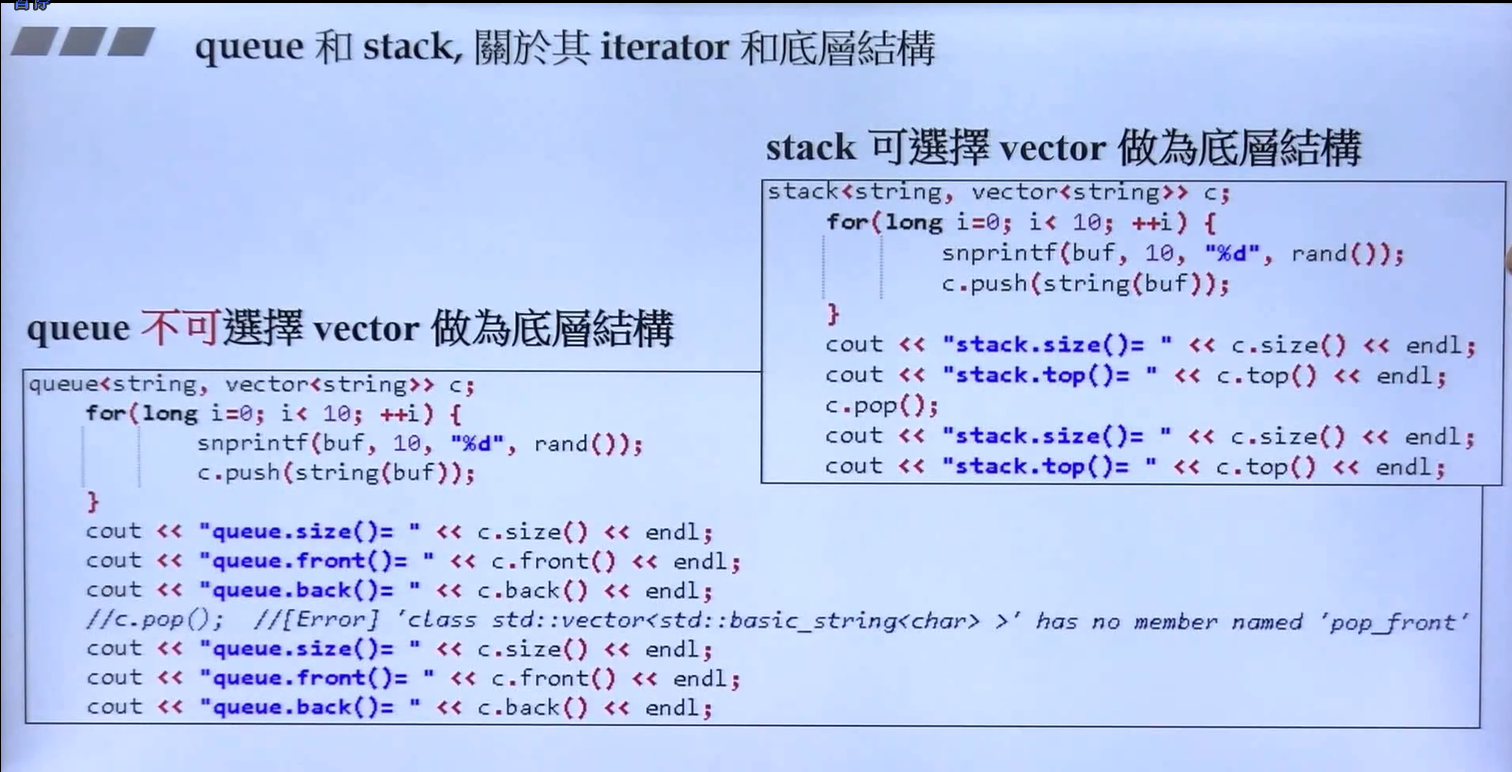 暫停
queue 和 stack, 關於其 iterator 和底層結構
stack 可選擇 vector 做為底層結構
stack<string, vector<string>> c;
for(long i=0; i< 10; ++i) {
snprintf(buf, 10, "%d", rand());
c.push(string(buf));
}
cout << "stack.size()= " << c.size() << endl;
cout << "stack.top()= " << c.top() << endl;
c.pop();
cout << "stack.size()= " << c.size() << endl;
cout << "stack.top()= " << c.top() << endl;
queue 不可選擇 vector 做為底層結構
queue<string, vector<string>> c;
for(long i=0; i< 10; ++i) {
snprintf(buf, 10, "%d", rand());
c.push(string(buf));
}
cout << "queue.size()= " << c.size() << endl;
cout << "queue.front()= " << c.front() << endl;
cout << "queue.back()= " << c.back() << endl;
//c.pop(); //[Error] 'class std::vector<std::basic_string<char> >' has no member named 'pop_front'
cout << "queue.size()= " << c.size() << endl;
cout << "queue.front()= " << c.front() << endl;
cout << "queue.back()= " << c.back() << endl;